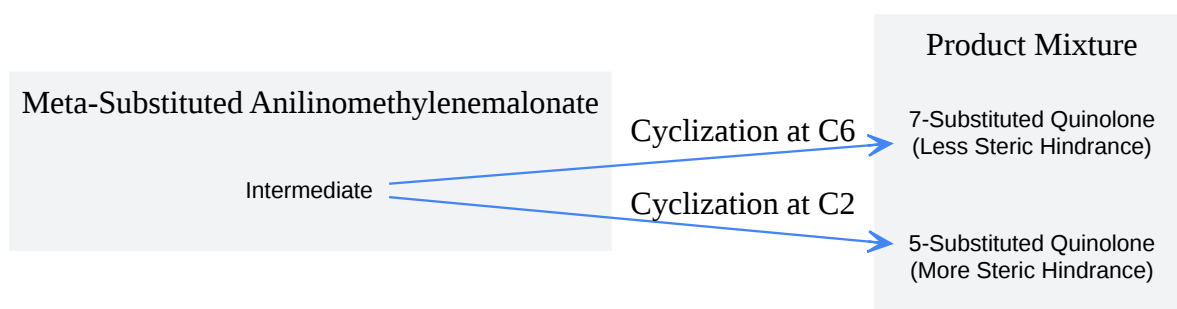 Product Mixture
Meta-Substituted Anilinomethylenemalonate
Cyclization at C6
7-Substituted Quinolone
(Less Steric Hindrance)
Intermediate
Cyclization at C2
5-Substituted Quinolone
(More Steric Hindrance)